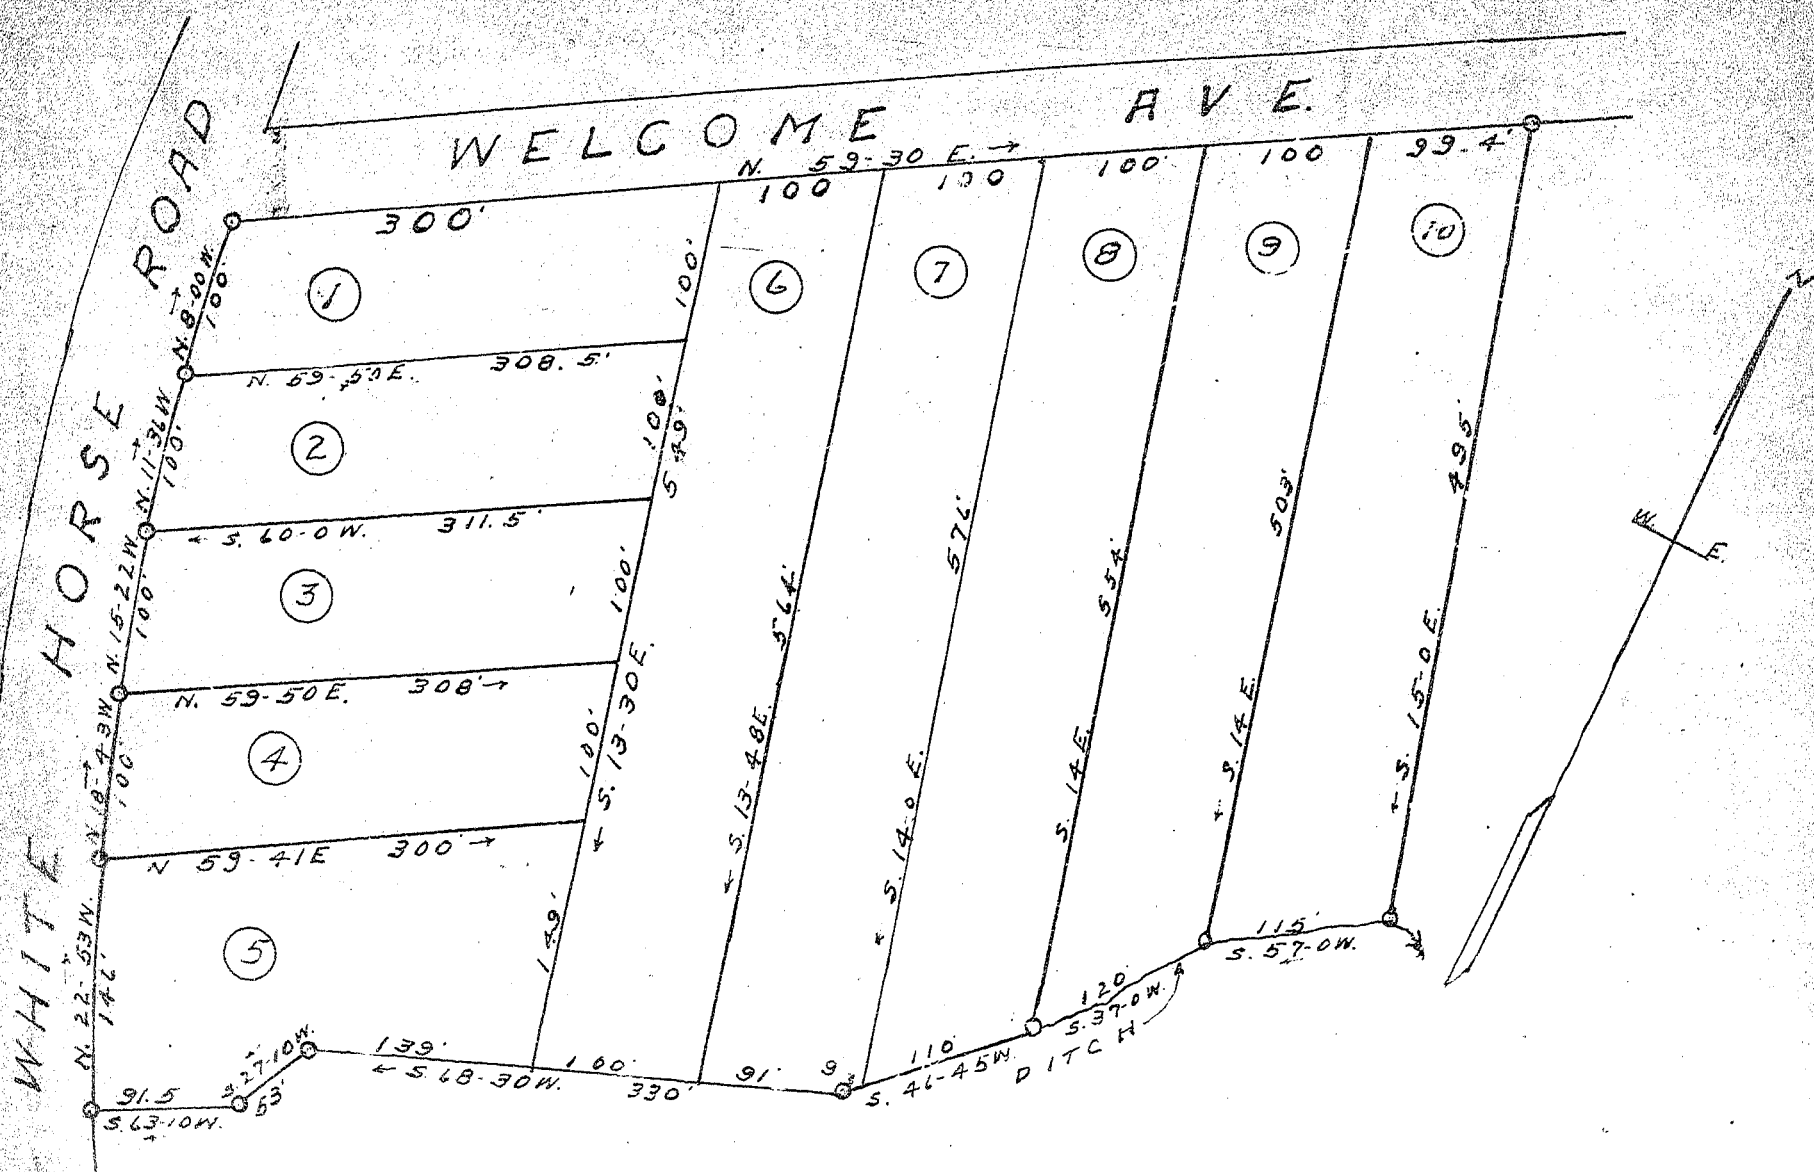 WELCOME AVE.
N. 59-30 E. →
WHITE HORSE ROAD
300'
100
100
100'
100
99-4'
1
2
3
4
5
6
7
8
9
10
N. 8-00 W. →
100'
N. 11-36 W →
100'
N. 15-22 W
100'
N. 18-43 W →
100'
N. 22-53 W.
142'
N. 59-50 E. 308.5'
← S. 60-0 W. 311.5'
N. 59-50 E. 308' →
N 59-41 E 300' →
100'
100'
549'
100'
100'
← S. 13-30 E.
149'
564'
← S. 13-48 E.
576'
← S. 14-0 E.
554'
S. 14 E.
503'
← S. 14 E.
495'
← S. 15-0 E.
91.5
S. 63-10 W.
S. 27-10 W.
53'
139'
← S. 68-30 W.
100'
330'
91'
9
110'
S. 46-45 W.
120
S. 37-0 W.
DITCH
115'
S. 57-0 W.
N
W.
E.